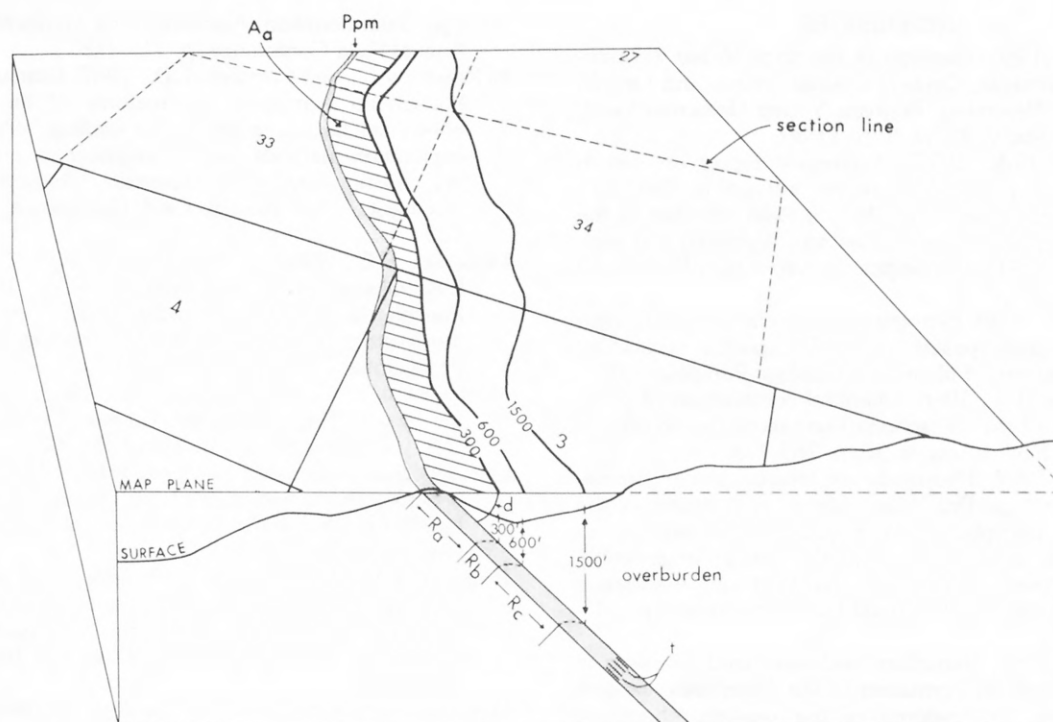 Ppm
Aa
27
section line
33
34
4
1500
600
300
3
MAP PLANE
SURFACE
d
300'
600'
1500'
overburden
Ra
Rb
Rc
t